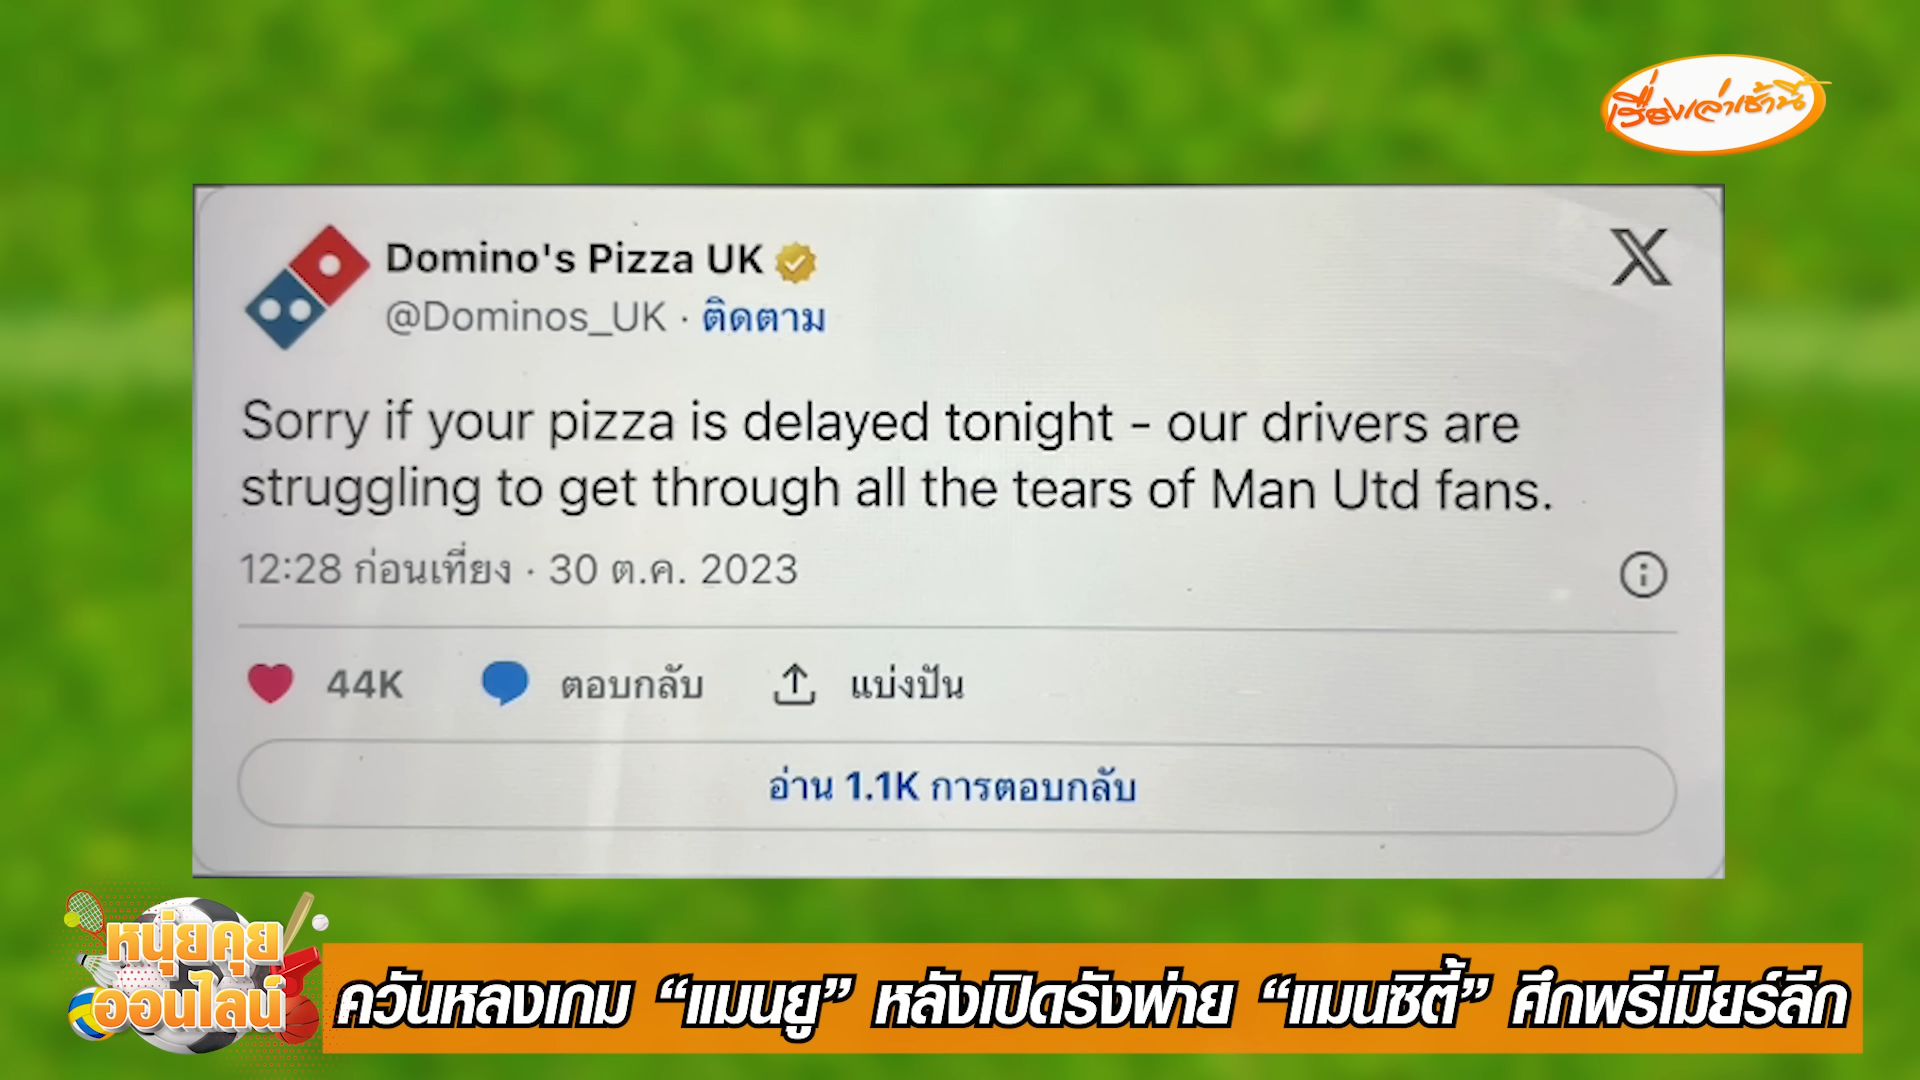 เรื่องเล่าเช้านี้
Domino's Pizza UK
@Dominos_UK · ติดตาม
Sorry if your pizza is delayed tonight - our drivers are
struggling to get through all the tears of Man Utd fans.
12:28 ก่อนเที่ยง · 30 ต.ค. 2023
44K ตอบกลับ แบ่งปัน
อ่าน 1.1K การตอบกลับ
หนุ่ยคุย
ออนไลน์
ควันหลงเกม “แมนยู” หลังเปิดรังพ่าย “แมนซิตี้” ศึกพรีเมียร์ลีก